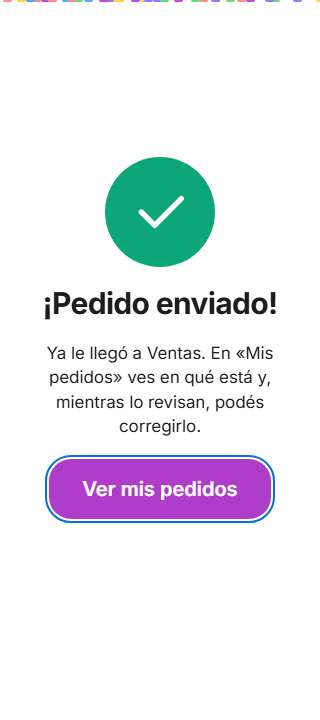 ¡Pedido enviado!
Ya le llegó a Ventas. En «Mis
pedidos» ves en qué está y,
mientras lo revisan, podés
corregirlo.
Ver mis pedidos